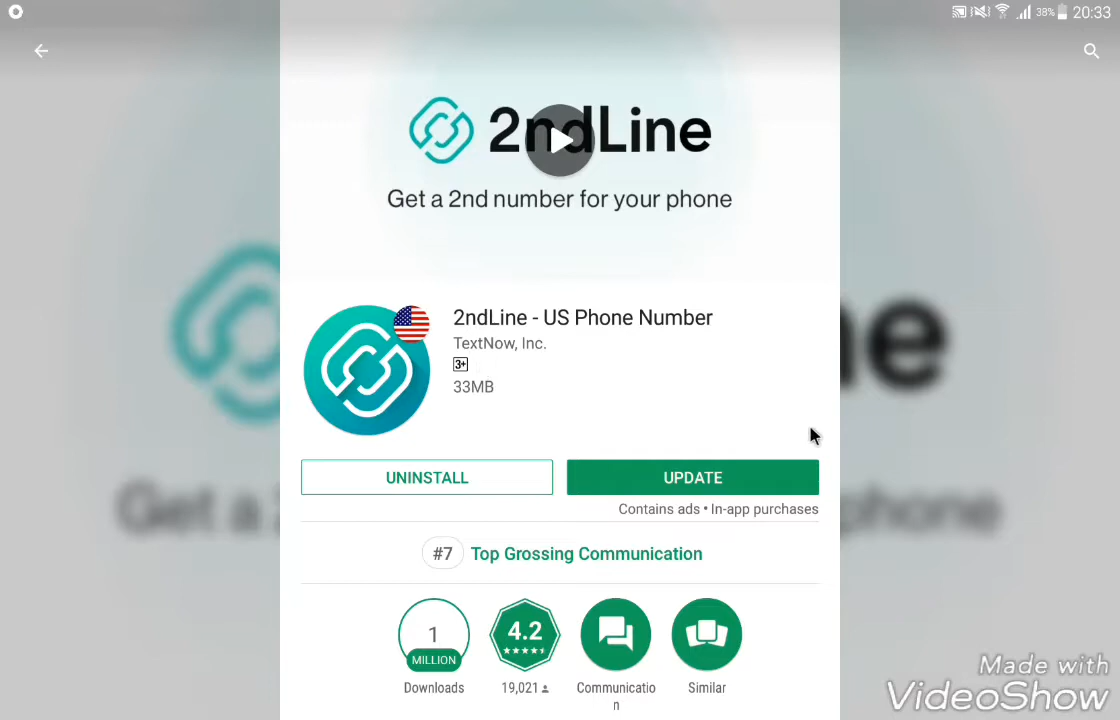 38% 20:33
2ndLine
Get a 2nd number for your phone
2ndLine - US Phone Number
TextNow, Inc.
3+
33MB
UNINSTALL
UPDATE
Contains ads • In-app purchases
#7 Top Grossing Communication
1
MILLION
4.2
Downloads
19,021
Communicatio
n
Similar
Made with
VideoShow